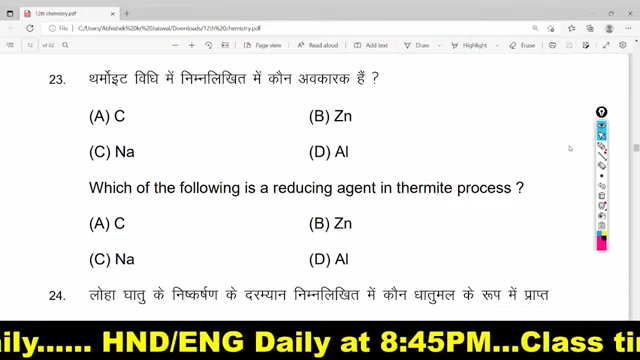 12th chemistry.pdf
C:/Users/Abhishek%20kr%20Jaiswal/Downloads/12th%20chemistry.pdf
12 of 32
Page view
Read aloud
Add text
Draw
Highlight
Erase
23. थर्मोइट विधि में निम्नलिखित में कौन अवकारक हैं ?
(A) C (B) Zn
(C) Na (D) Al
Which of the following is a reducing agent in thermite process ?
(A) C (B) Zn
(C) Na (D) Al
24. लोहा घातु के निष्कर्षण के दरम्यान निम्नलिखित में कौन धातुमल के रूप में प्राप्त
aily...... HND/ENG Daily at 8:45PM...Class tim